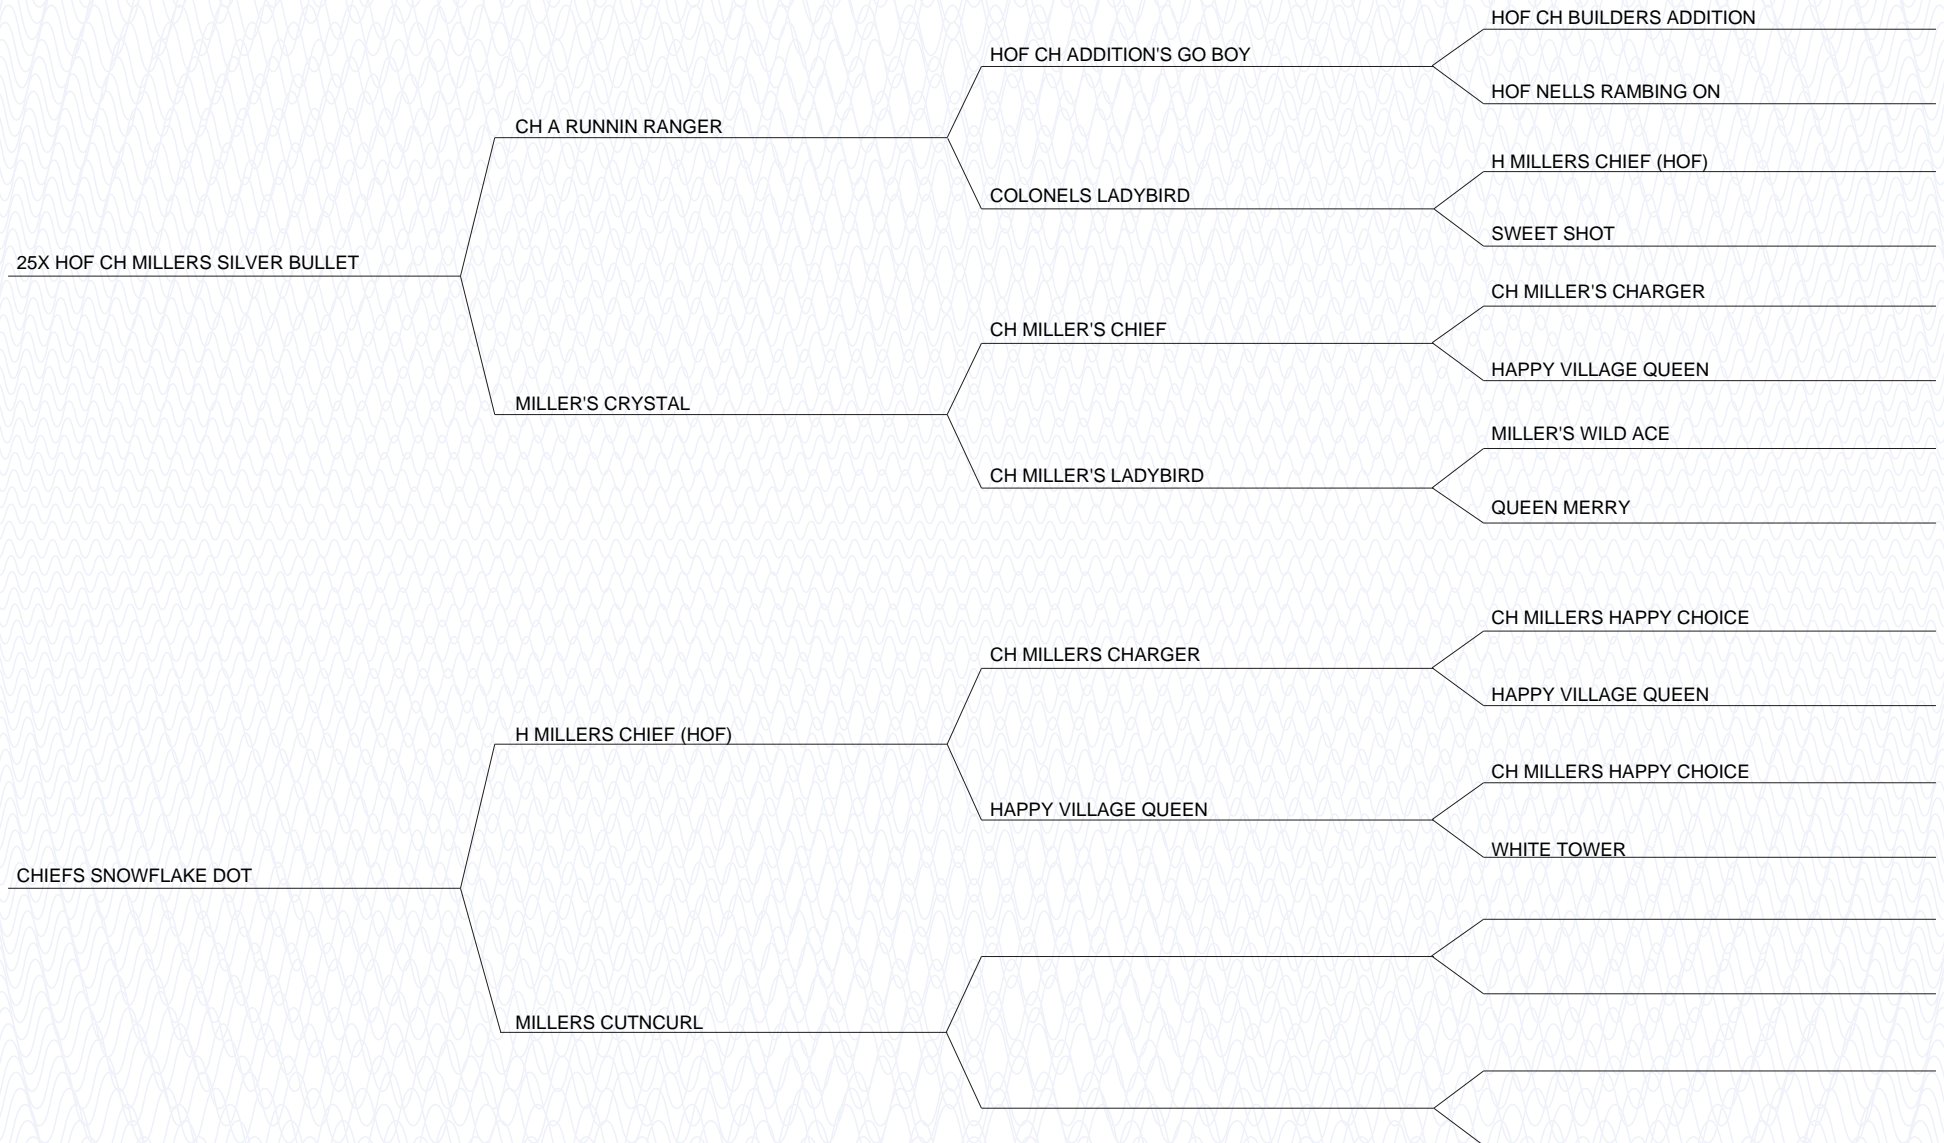 HOF CH BUILDERS ADDITION
HOF CH ADDITION'S GO BOY
HOF NELLS RAMBING ON
CH A RUNNIN RANGER
H MILLERS CHIEF (HOF)
COLONELS LADYBIRD
SWEET SHOT
25X HOF CH MILLERS SILVER BULLET
CH MILLER'S CHARGER
CH MILLER'S CHIEF
HAPPY VILLAGE QUEEN
MILLER'S CRYSTAL
MILLER'S WILD ACE
CH MILLER'S LADYBIRD
QUEEN MERRY
CH MILLERS HAPPY CHOICE
CH MILLERS CHARGER
HAPPY VILLAGE QUEEN
H MILLERS CHIEF (HOF)
CH MILLERS HAPPY CHOICE
HAPPY VILLAGE QUEEN
WHITE TOWER
CHIEFS SNOWFLAKE DOT
MILLERS CUTNCURL